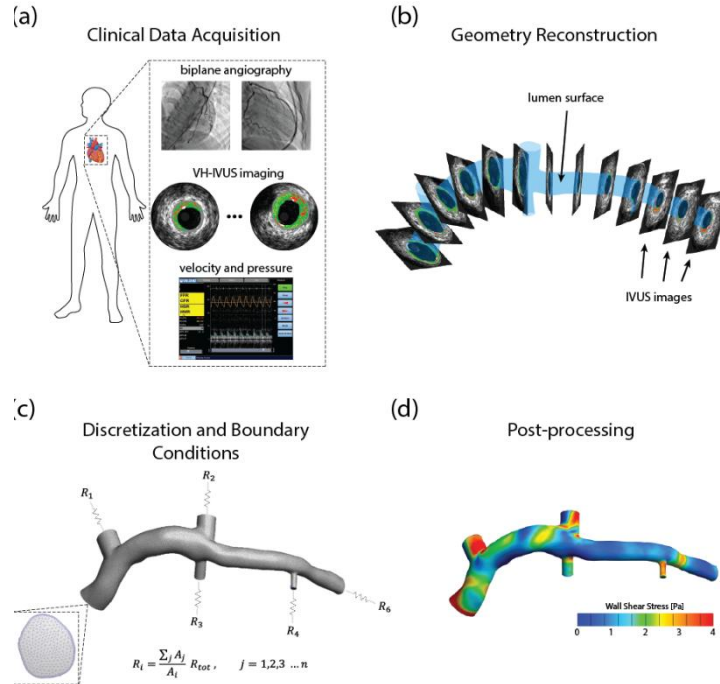 (a)
Clinical Data Acquisition
biplane angiography
VH-IVUS imaging
velocity and pressure
(b)
Geometry Reconstruction
lumen surface
IVUS images
(c)
Discretization and Boundary
Conditions
R₁
R₂
R₃
R₄
R₆
Rᵢ = ∑ⱼ Aⱼ / Aᵢ Rₜₒₜ , j = 1,2,3 … n
(d)
Post-processing
Wall Shear Stress [Pa]
0 1 2 3 4